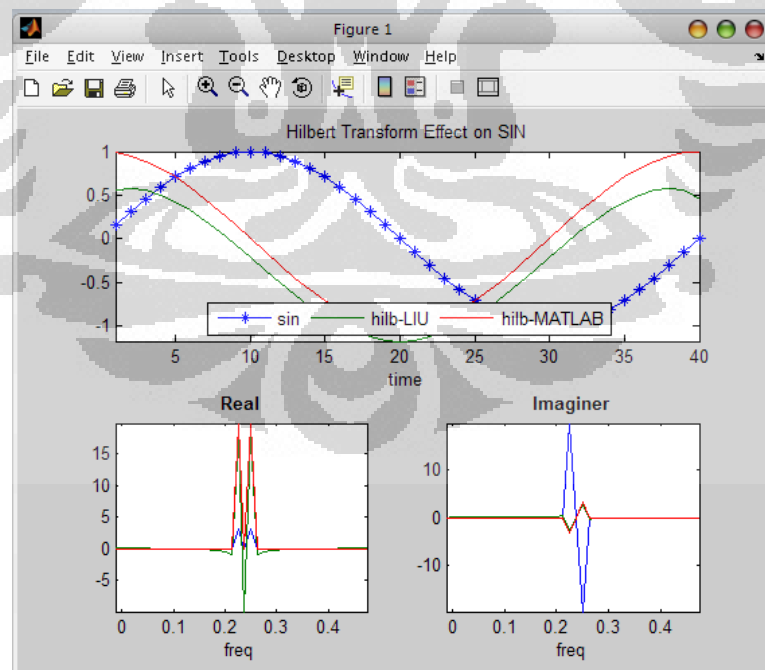 Figure 1
File Edit View Insert Tools Desktop Window Help
Hilbert Transform Effect on SIN
1
0.5
0
-0.5
-1
sin hilb-LIU hilb-MATLAB
5 10 15 20 25 30 35 40
time
Real Imaginer
15
10
5
0
-5
10
0
-10
0 0.1 0.2 0.3 0.4
0 0.1 0.2 0.3 0.4
freq freq